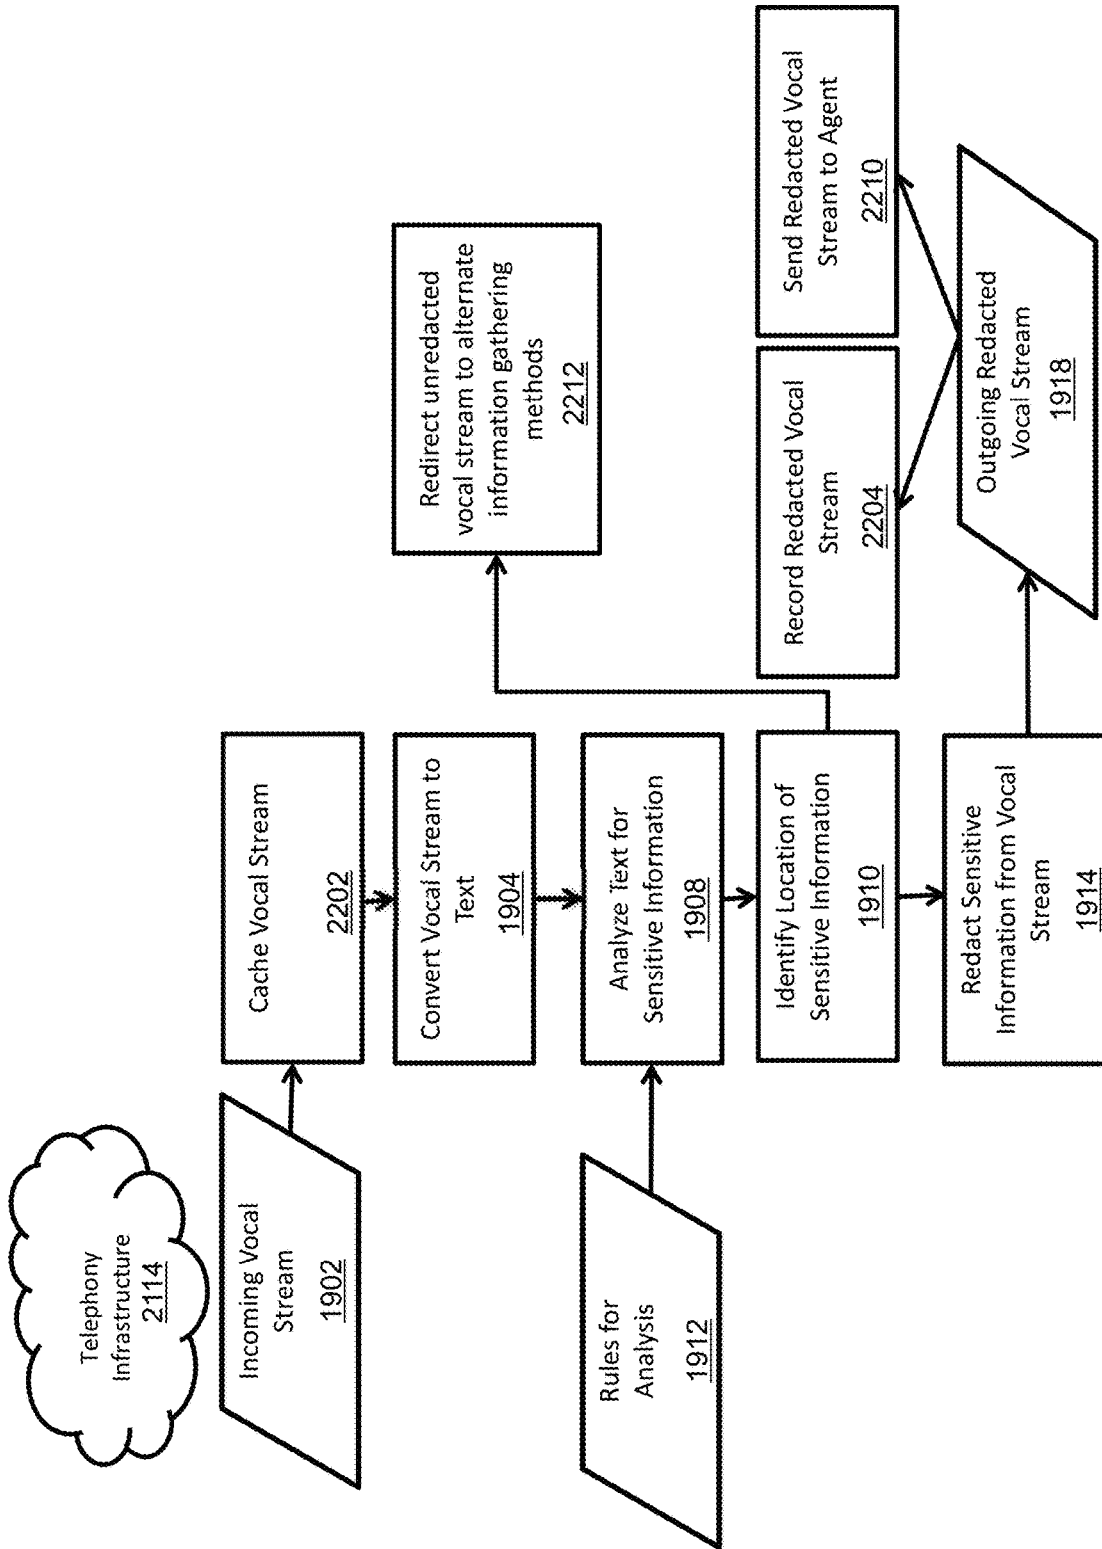 Telephony
Infrastructure
2114
Incoming Vocal
Stream
1902
Cache Vocal Stream
2202
Convert Vocal Stream to
Text
1904
Redirect unredacted
vocal stream to alternate
information gathering
methods
2212
Rules for
Analysis
1912
Analyze Text for
Sensitive Information
1908
Identify Location of
Sensitive Information
1910
Record Redacted Vocal
Stream
2204
Send Redacted Vocal
Stream to Agent
2210
Redact Sensitive
Information from Vocal
Stream
1914
Outgoing Redacted
Vocal Stream
1918